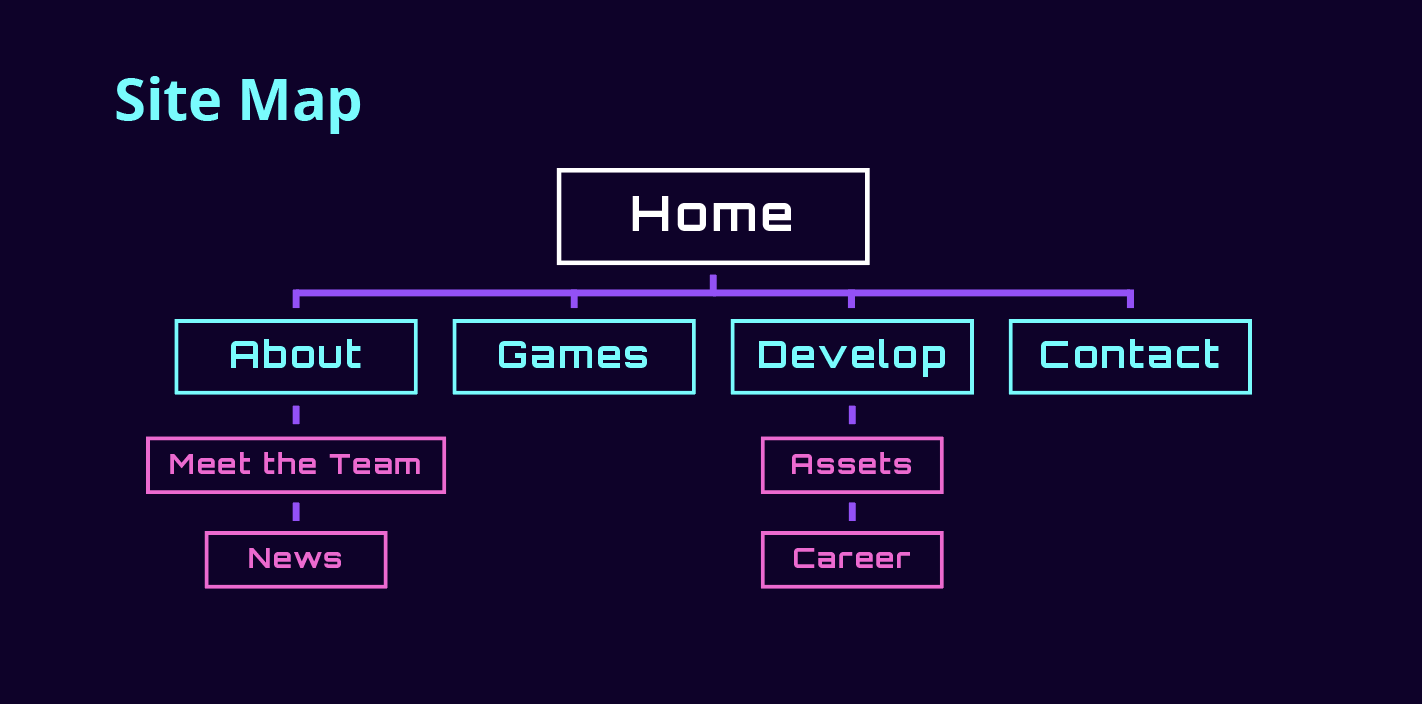 Site Map
Home
About
Games
Develop
Contact
Meet the Team
Assets
News
Career